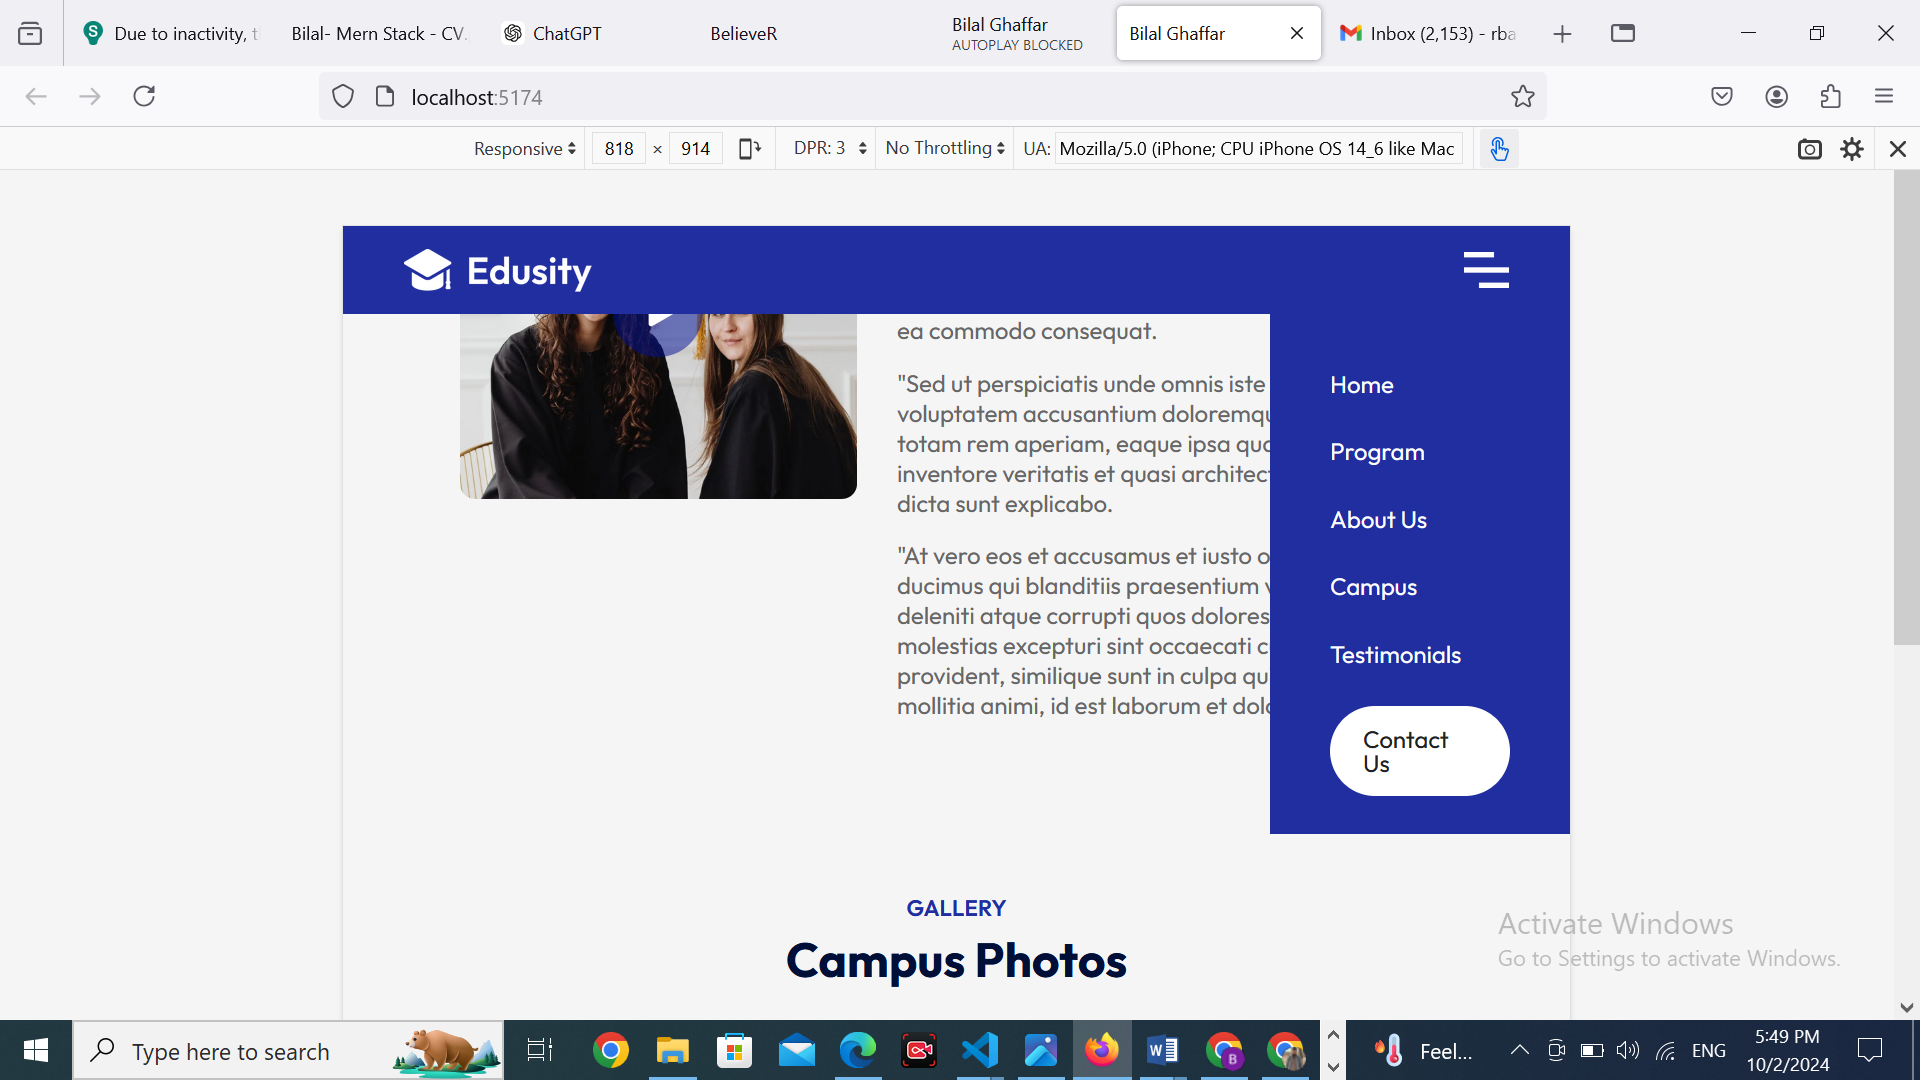 Due to inactivity, t
Bilal- Mern Stack - CV.
ChatGPT
BelieveR
Bilal Ghaffar
AUTOPLAY BLOCKED
Bilal Ghaffar
Inbox (2,153) - rba
localhost:5174
Responsive
818 × 914
DPR: 3
No Throttling
UA: Mozilla/5.0 (iPhone; CPU iPhone OS 14_6 like Mac
Edusity
ea commodo consequat.
"Sed ut perspiciatis unde omnis iste
voluptatem accusantium doloremqu
totam rem aperiam, eaque ipsa qua
inventore veritatis et quasi architect
dicta sunt explicabo.
"At vero eos et accusamus et iusto o
ducimus qui blanditiis praesentium v
deleniti atque corrupti quos dolores
molestias excepturi sint occaecati c
provident, similique sunt in culpa qu
mollitia animi, id est laborum et dolo
Home
Program
About Us
Campus
Testimonials
Contact
Us
GALLERY
Campus Photos
Activate Windows
Go to Settings to activate Windows.
Type here to search
Feel...
ENG
5:49 PM
10/2/2024